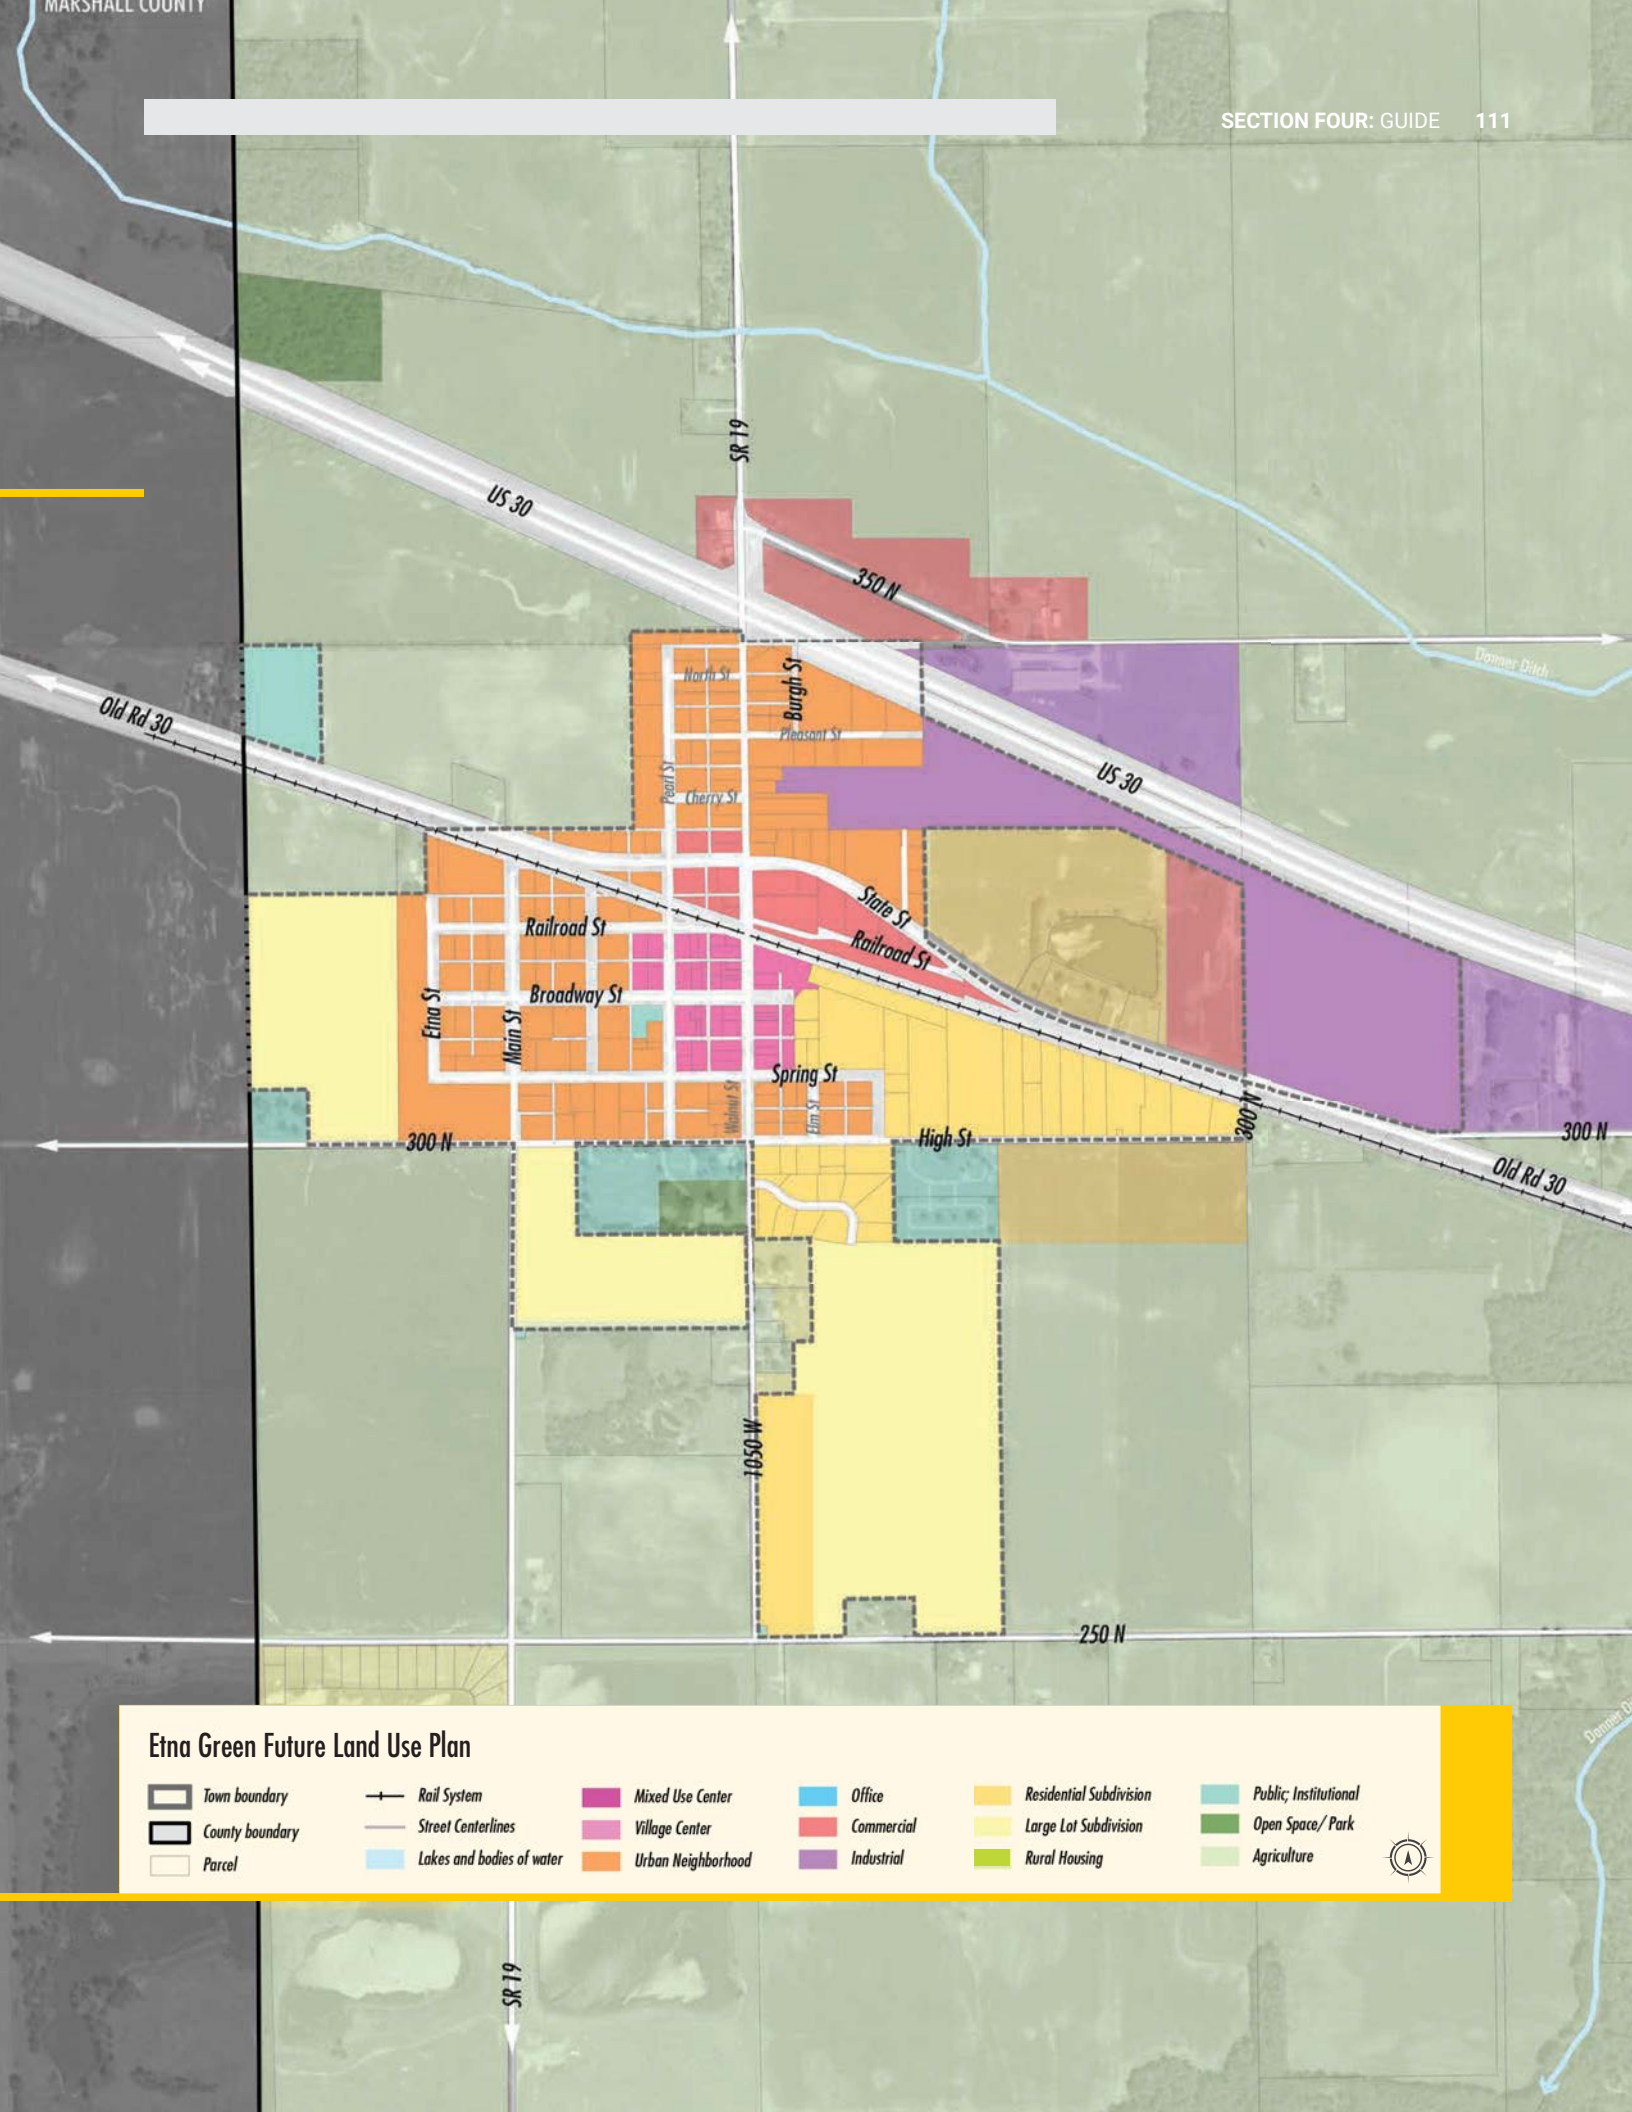 MARSHALL COUNTY
SECTION FOUR: GUIDE 111
SR 19
US 30
350 N
Donner Ditch
North St
Burgh St
Pleasant St
Old Rd 30
US 30
Pearl St
Cherry St
State St
Railroad St
Railroad St
Broadway St
Etna St
Main St
Spring St
Walnut St
Elm St
300 N
High St
300 N
300 N
Old Rd 30
1050 W
250 N
Donner D
Etna Green Future Land Use Plan
Town boundary
County boundary
Parcel
Rail System
Street Centerlines
Lakes and bodies of water
Mixed Use Center
Village Center
Urban Neighborhood
Office
Commercial
Industrial
Residential Subdivision
Large Lot Subdivision
Rural Housing
Public; Institutional
Open Space/ Park
Agriculture
SR 19